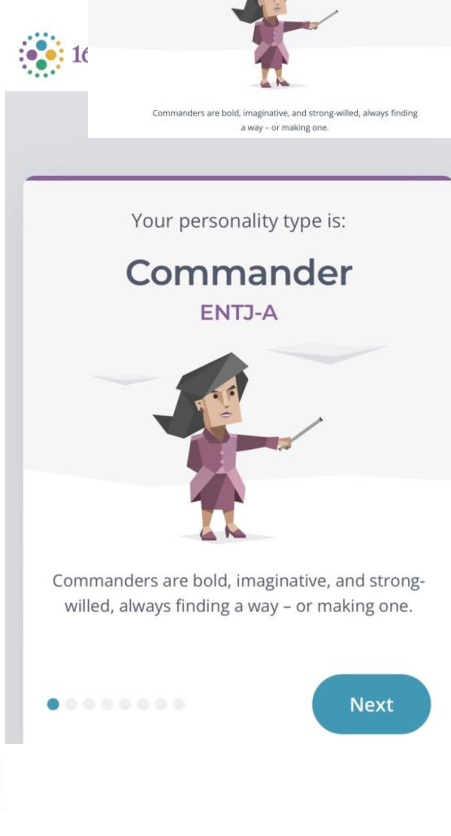 Commanders are bold, imaginative, and strong-willed, always finding
a way – or making one.
Your personality type is:
Commander
ENTJ-A
Commanders are bold, imaginative, and strong-
willed, always finding a way – or making one.
Next